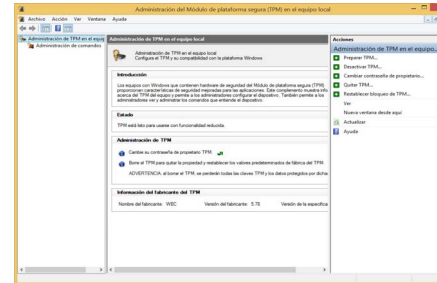 Administración del Módulo de plataforma segura (TPM) en el equipo local
Archivo Acción Ver Ventana Ayuda
Administración de TPM en el equip
Administración de comandos
Administración de TPM en el equipo local
Administración de TPM en el equipo local
Configura el TPM y su compatibilidad con la plataforma Windows
Introducción
Los equipos con Windows que contienen hardware de seguridad del Módulo de plataforma segura (TPM)
proporcionan características de seguridad mejoradas para las aplicaciones. Este complemento muestra info
acerca del TPM del equipo y permite a los administradores configurar el dispositivo. También permite a los
administradores ver y administrar los comandos que entiende el dispositivo.
Estado
TPM está listo para usarse con funcionalidad reducida.
Administración de TPM
Cambie su contraseña de propietario TPM.
Borre el TPM para quitar la propiedad y restablecer los valores predeterminados de fábrica del TPM.
ADVERTENCIA: al borrar el TPM, se perderán todas las claves TPM y los datos protegidos por dichas
Información del fabricante del TPM
Nombre del fabricante: WEC Versión del fabricante: 5.78 Versión de la especifica
Acciones
Administración de TPM en el equipo...
Preparar TPM...
Desactivar TPM...
Cambiar contraseña de propietario...
Quitar TPM...
Restablecer bloqueo de TPM...
Ver
Nueva ventana desde aquí
Actualizar
Ayuda